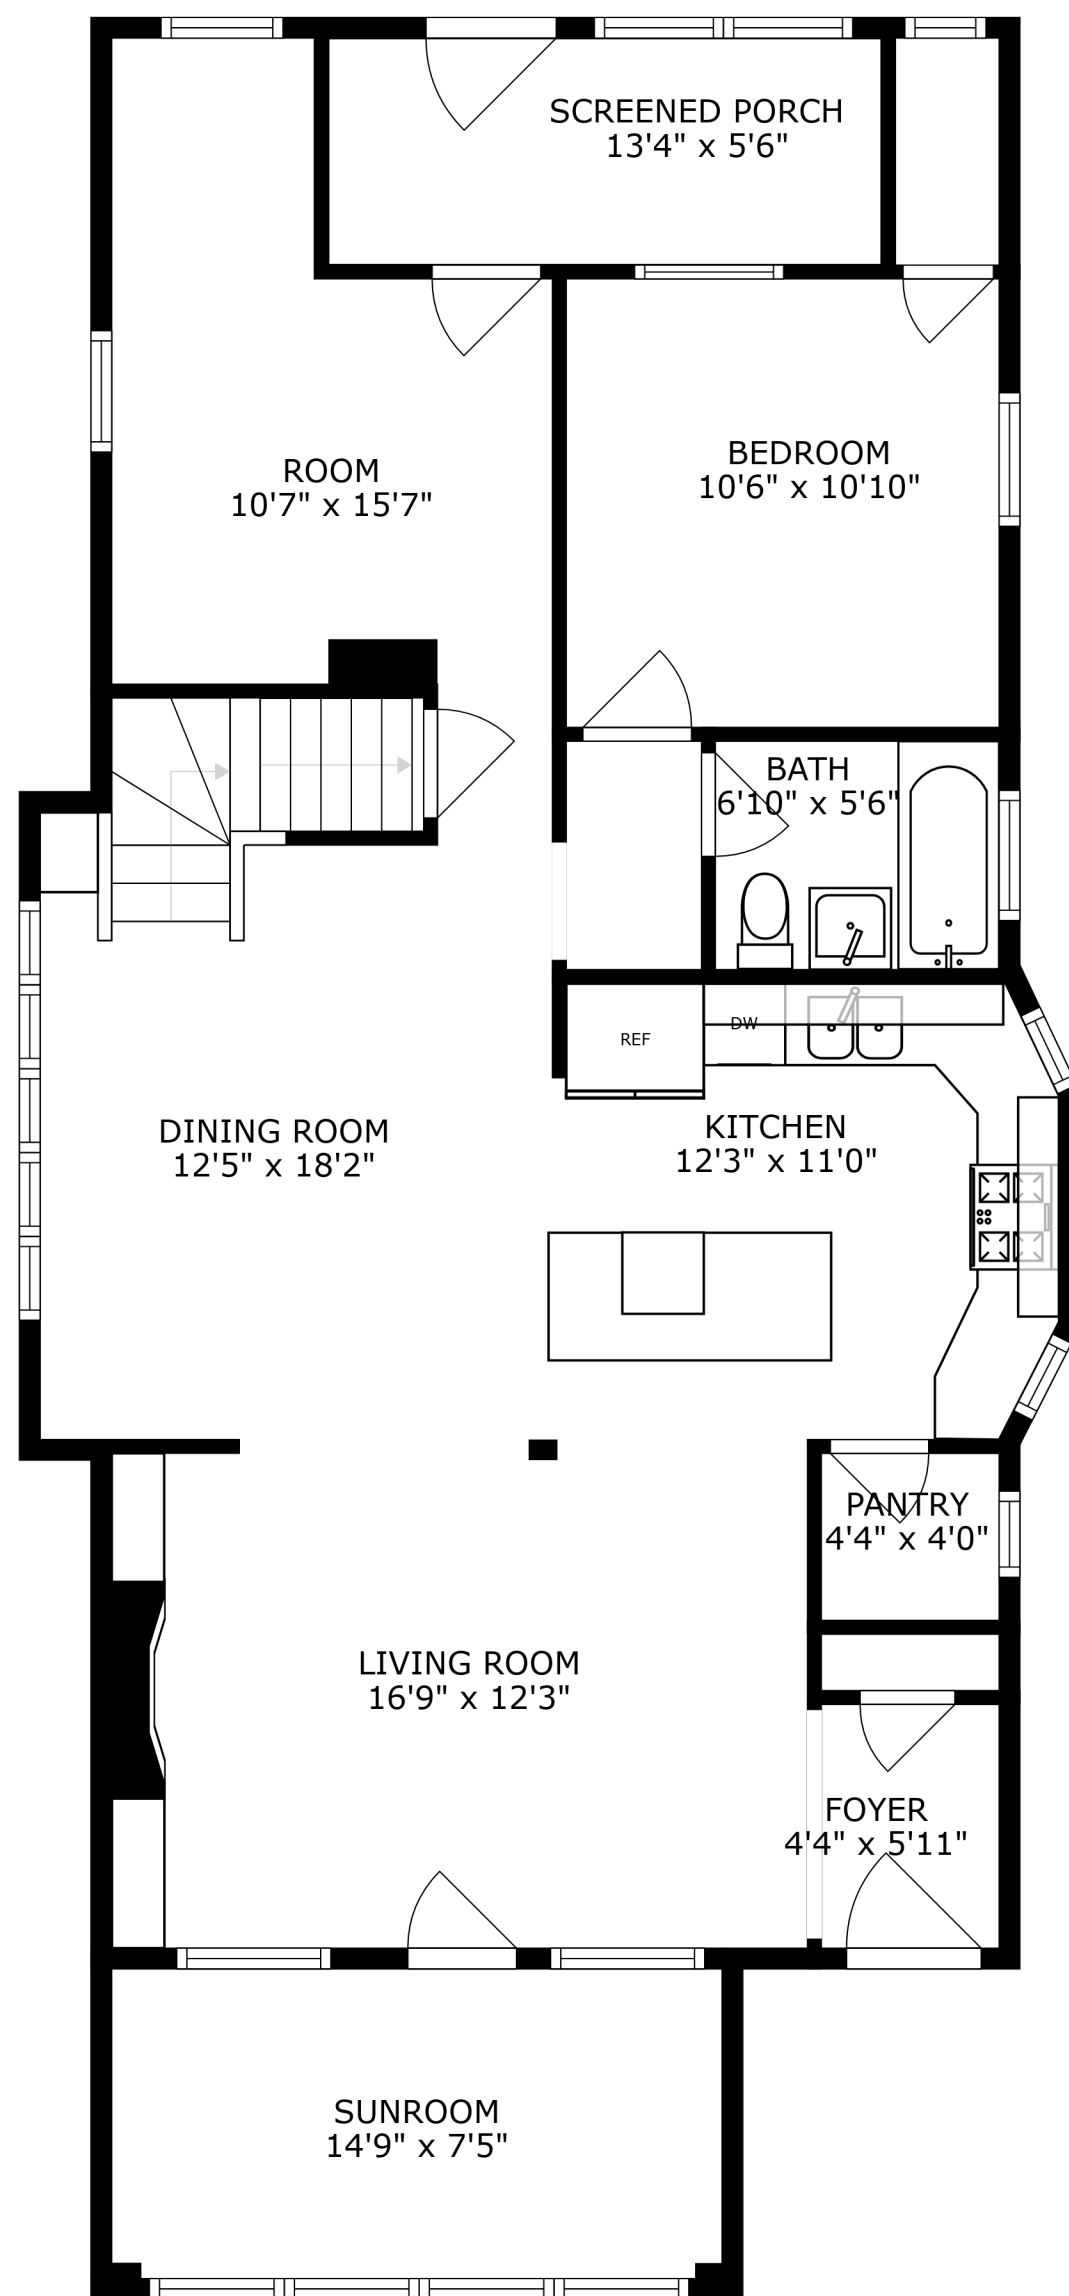 SCREENED PORCH
13'4" x 5'6"
BEDROOM
10'6" x 10'10"
ROOM
10'7" x 15'7"
BATH
6'10" x 5'6"
REF
DW
DINING ROOM
12'5" x 18'2"
KITCHEN
12'3" x 11'0"
PANTRY
4'4" x 4'0"
LIVING ROOM
16'9" x 12'3"
FOYER
4'4" x 5'11"
SUNROOM
14'9" x 7'5"